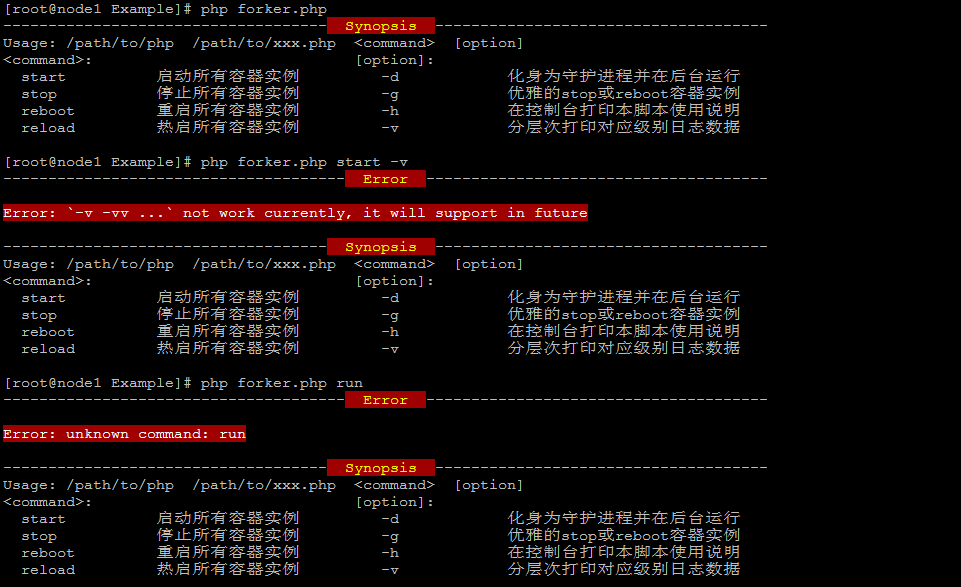 [root@node1 Example]# php forker.php
------------------------------------ Synopsis -------------------------------------
Usage: /path/to/php  /path/to/xxx.php  <command>  [option]
<command>:                             [option]:
  start          启动所有容器实例         -d            化身为守护进程并在后台运行
  stop           停止所有容器实例         -g            优雅的stop或reboot容器实例
  reboot         重启所有容器实例         -h            在控制台打印本脚本使用说明
  reload         热启所有容器实例         -v            分层次打印对应级别日志数据
[root@node1 Example]# php forker.php start -v
-------------------------------------- Error --------------------------------------
Error: `-v -vv ...` not work currently, it will support in future
------------------------------------ Synopsis -------------------------------------
Usage: /path/to/php  /path/to/xxx.php  <command>  [option]
<command>:                             [option]:
  start          启动所有容器实例         -d            化身为守护进程并在后台运行
  stop           停止所有容器实例         -g            优雅的stop或reboot容器实例
  reboot         重启所有容器实例         -h            在控制台打印本脚本使用说明
  reload         热启所有容器实例         -v            分层次打印对应级别日志数据
[root@node1 Example]# php forker.php run
-------------------------------------- Error --------------------------------------
Error: unknown command: run
------------------------------------ Synopsis -------------------------------------
Usage: /path/to/php  /path/to/xxx.php  <command>  [option]
<command>:                             [option]:
  start          启动所有容器实例         -d            化身为守护进程并在后台运行
  stop           停止所有容器实例         -g            优雅的stop或reboot容器实例
  reboot         重启所有容器实例         -h            在控制台打印本脚本使用说明
  reload         热启所有容器实例         -v            分层次打印对应级别日志数据